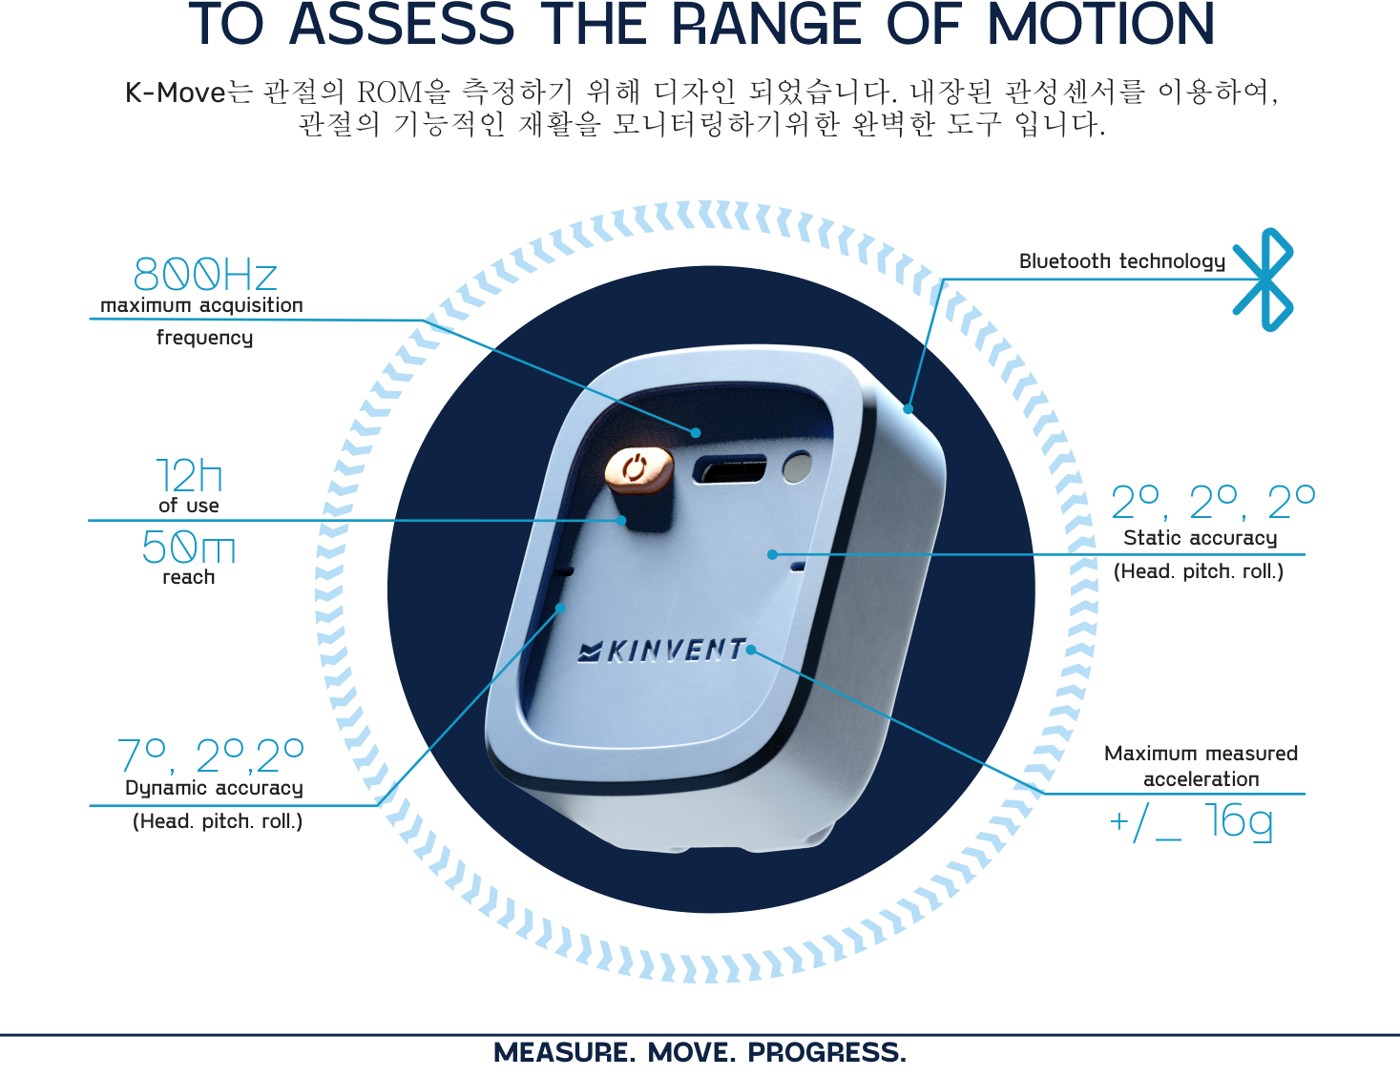 TO ASSESS THE RANGE OF MOTION
K-Move는 관절의 ROM을 측정하기 위해 디자인 되었습니다. 내장된 관성센서를 이용하여,
관절의 기능적인 재활을 모니터링하기위한 완벽한 도구 입니다.
800Hz
maximum acquisition
frequency
Bluetooth technology
12h
of use
50m
reach
2°, 2°, 2°
Static accuracy
(Head. pitch. roll.)
KINVENT
7°, 2°,2°
Dynamic accuracy
(Head. pitch. roll.)
Maximum measured
acceleration
+/_ 16g
MEASURE. MOVE. PROGRESS.